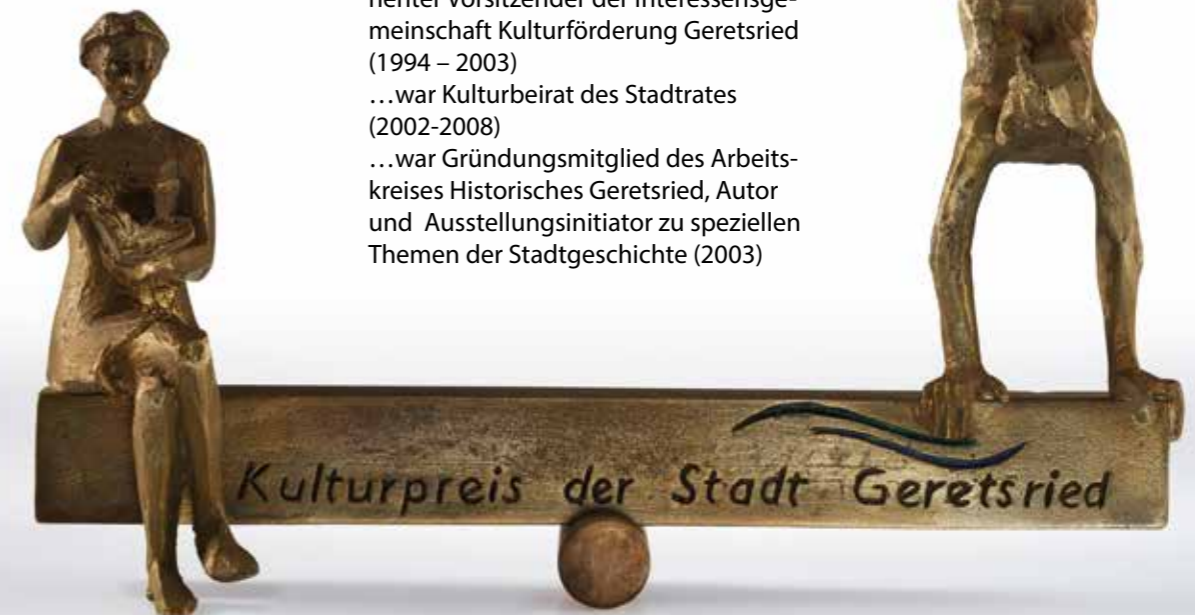 Vorsitzender der Interessensge-
meinschaft Kulturförderung Geretsried
(1994 – 2003)
…war Kulturbeirat des Stadtrates
(2002-2008)
…war Gründungsmitglied des Arbeits-
kreises Historisches Geretsried, Autor
und Ausstellungsinitiator zu speziellen
Themen der Stadtgeschichte (2003)
Kulturpreis der Stadt Geretsried